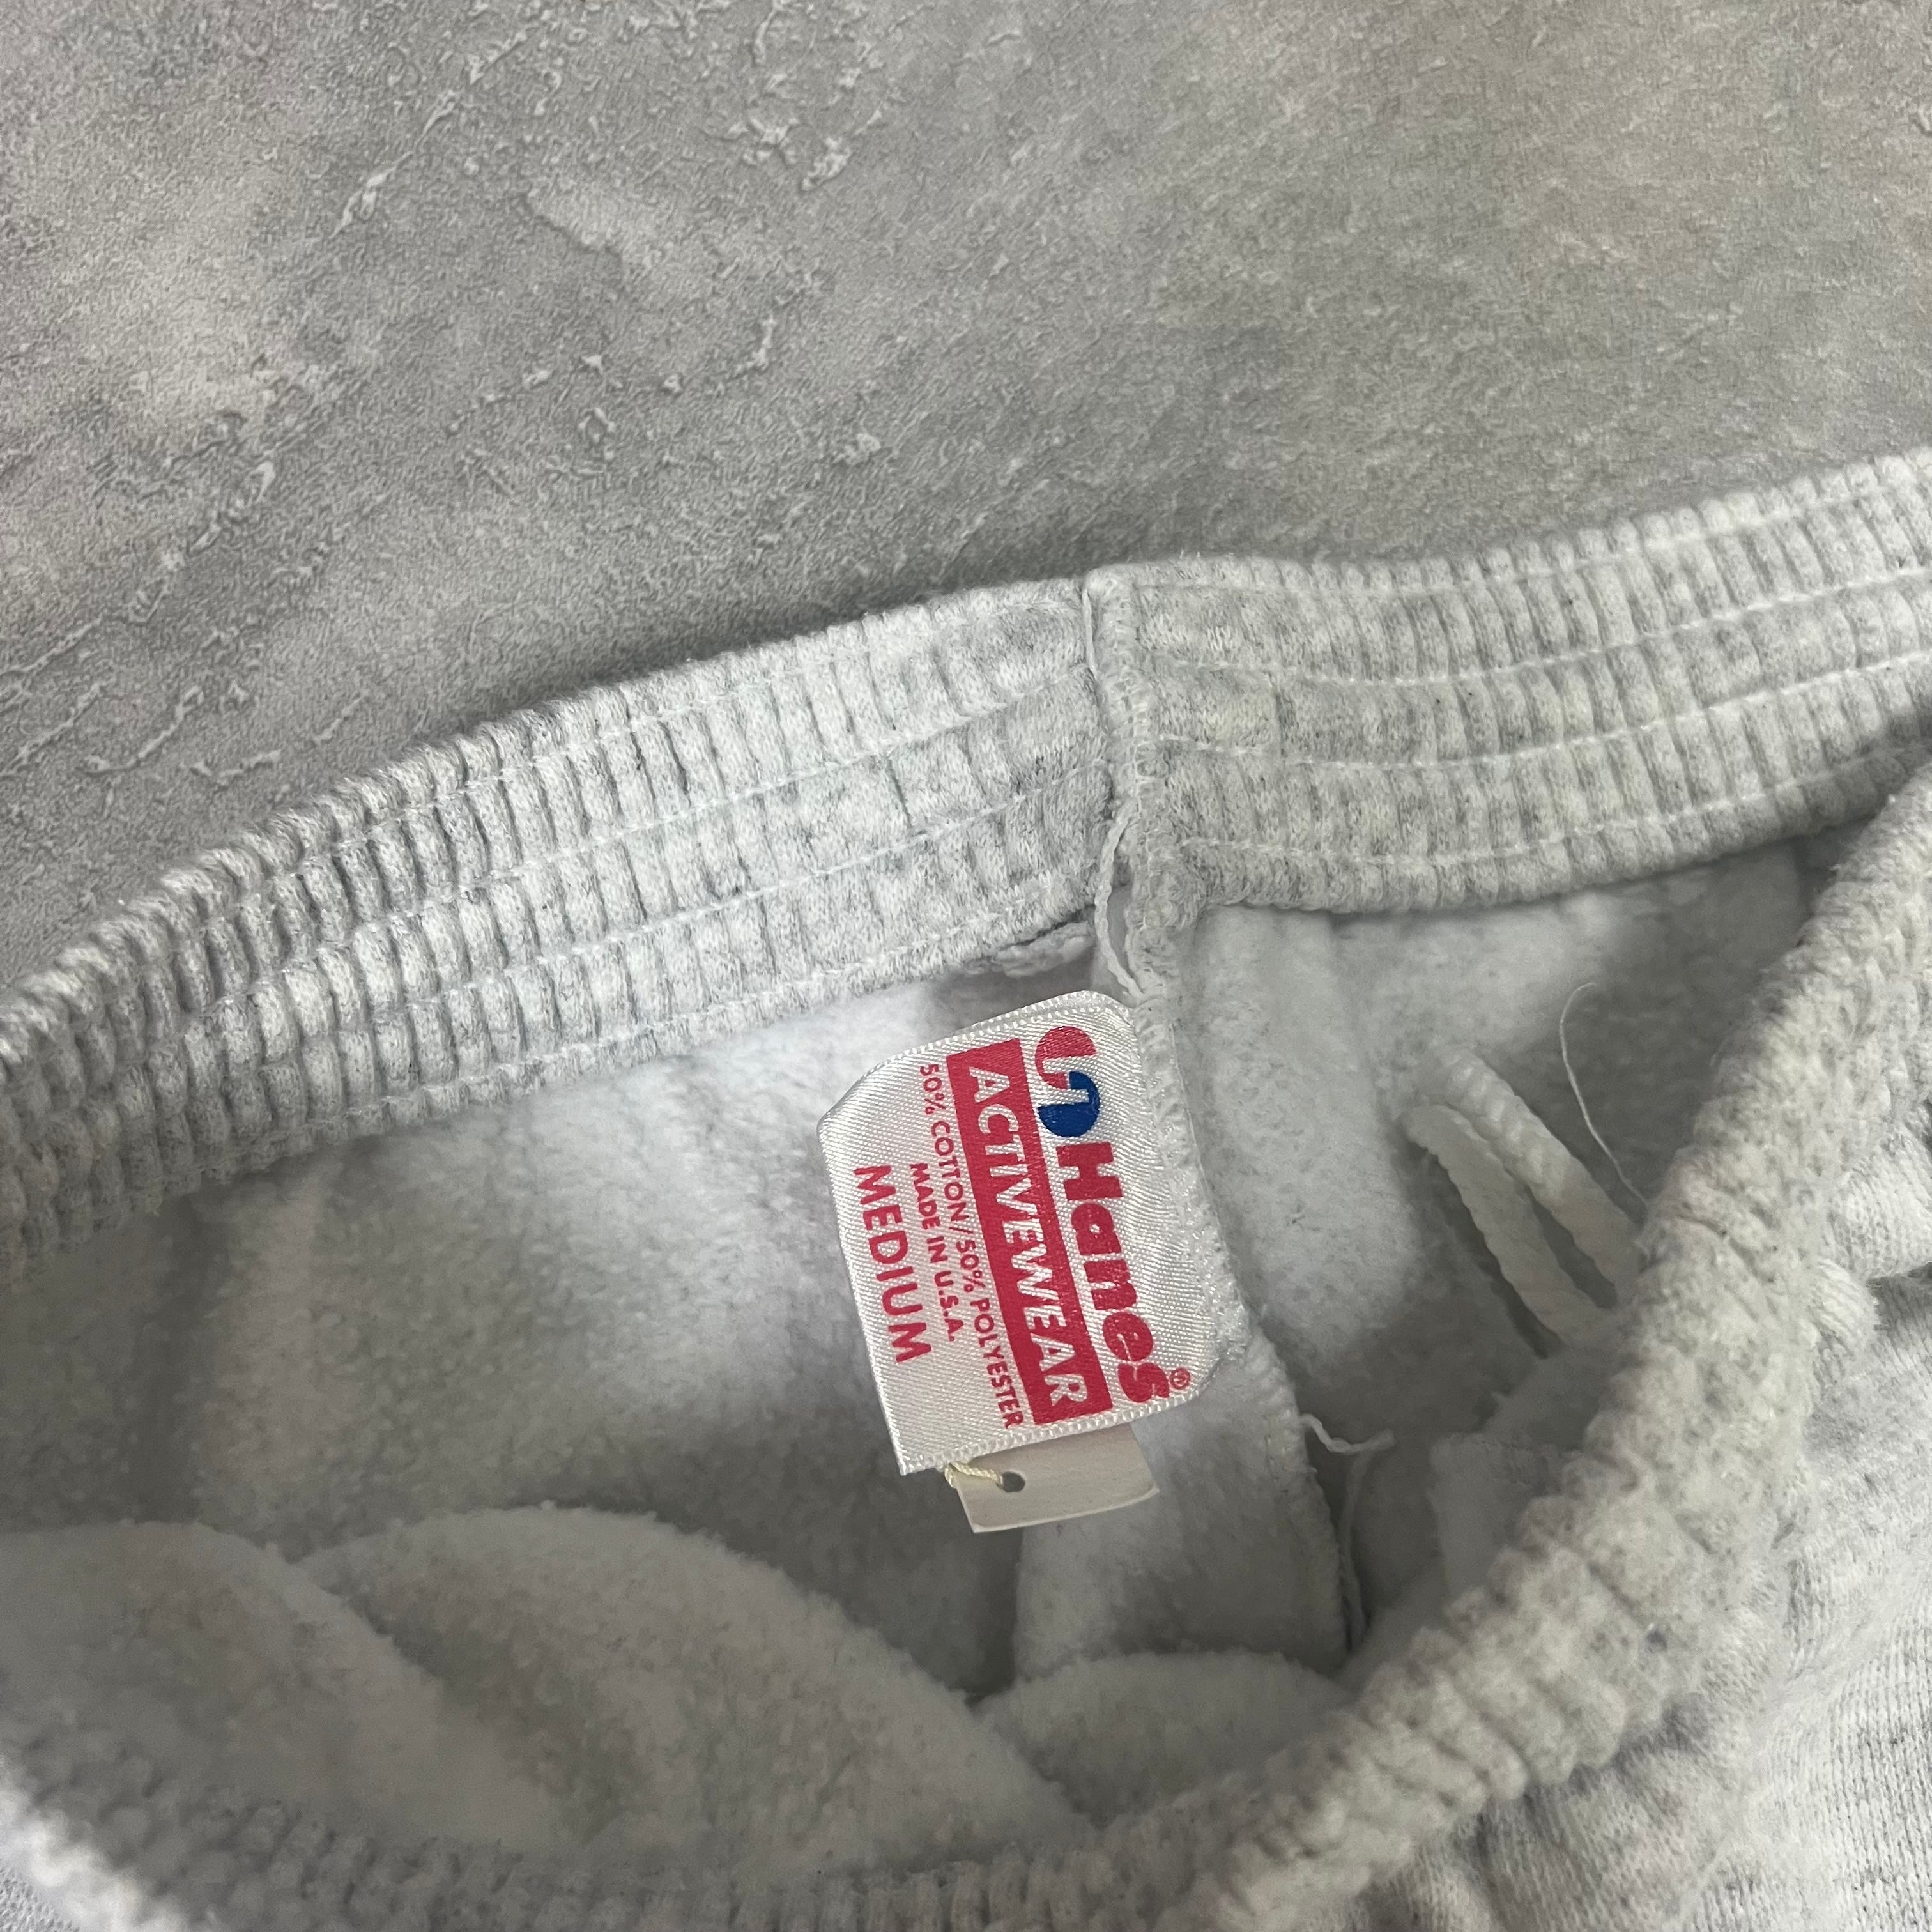 Hanes®
ACTIVEWEAR
50% COTTON/50% POLYESTER
MADE IN U.S.A.
MEDIUM